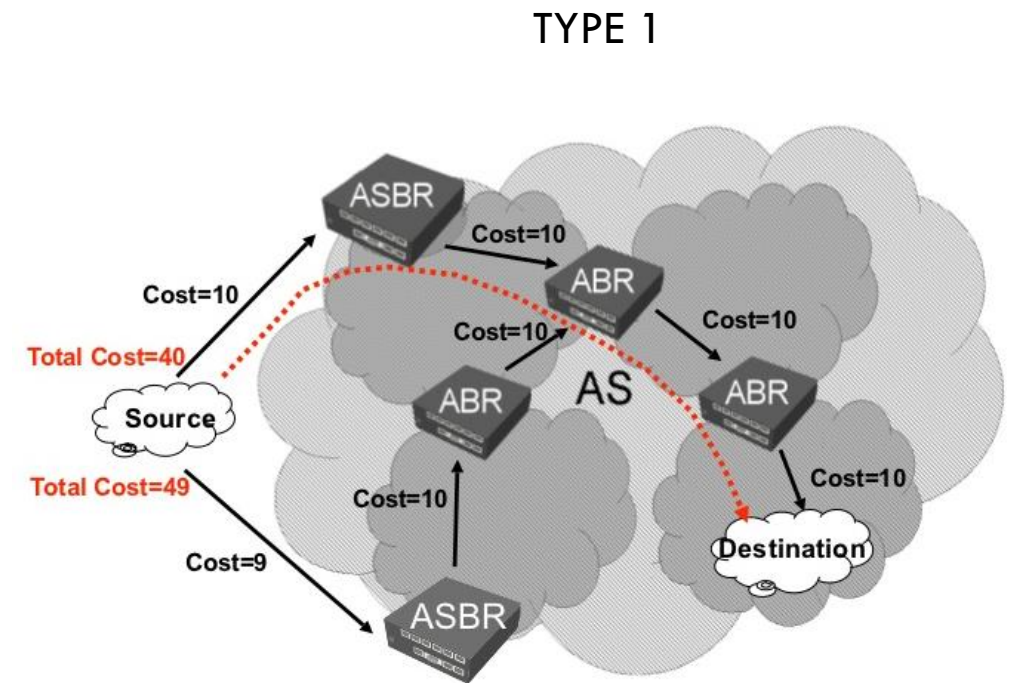 TYPE 1
ASBR
Cost=10
ABR
Cost=10
Cost=10
Cost=10
Total Cost=40
AS
ABR
ABR
Source
Cost=10
Total Cost=49
Cost=10
Destination
Cost=9
ASBR